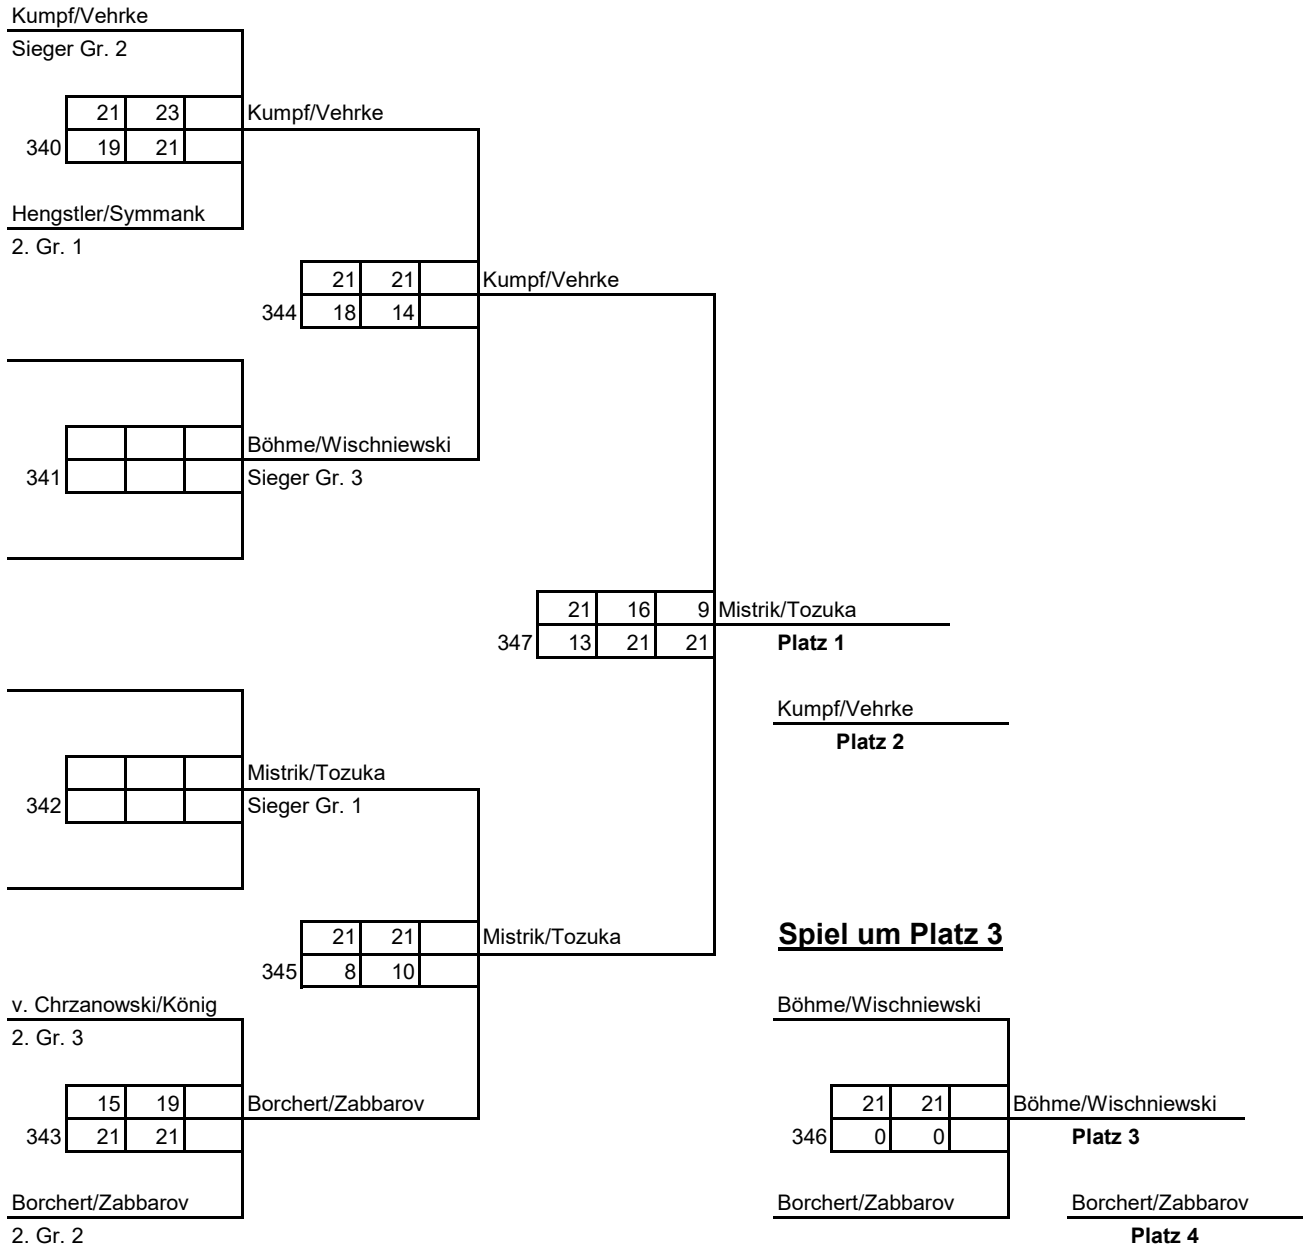 Kumpf/Vehrke
Sieger Gr. 2
21 23 Kumpf/Vehrke
340 19 21
Hengstler/Symmank
2. Gr. 1
21 21 Kumpf/Vehrke
344 18 14
Böhme/Wischniewski
341 Sieger Gr. 3
21 16 9 Mistrik/Tozuka
347 13 21 21 Platz 1
Kumpf/Vehrke
Platz 2
Mistrik/Tozuka
342 Sieger Gr. 1
21 21 Mistrik/Tozuka Spiel um Platz 3
345 8 10
v. Chrzanowski/König Böhme/Wischniewski
2. Gr. 3
15 19 Borchert/Zabbarov 21 21 Böhme/Wischniewski
343 21 21 346 0 0 Platz 3
Borchert/Zabbarov Borchert/Zabbarov Borchert/Zabbarov
2. Gr. 2 Platz 4